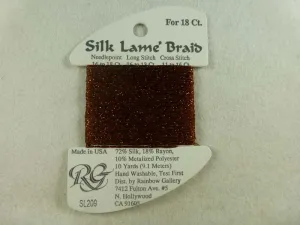 For 18 Ct.
Silk Lame' Braid
Needlepoint Long Stitch Cross Stitch
Made in USA
72% Silk, 18% Rayon,
10% Metalized Polyester
10 Yards (9.1 Meters)
Hand Washable, Test First
Dist. by Rainbow Gallery
7412 Fulton Ave. #5
N. Hollywood
CA 91605
RG
SL209